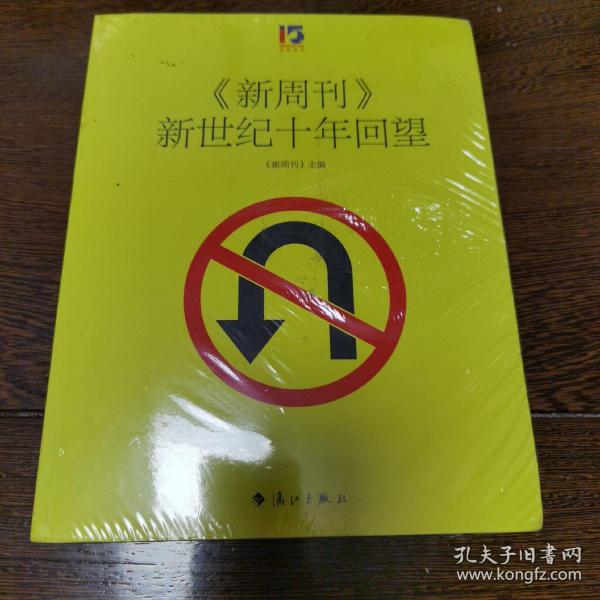 15
《新周刊》
新世纪十年回望
《新周刊》主编
漓江出版社
孔夫子旧书网
www.kongfz.com